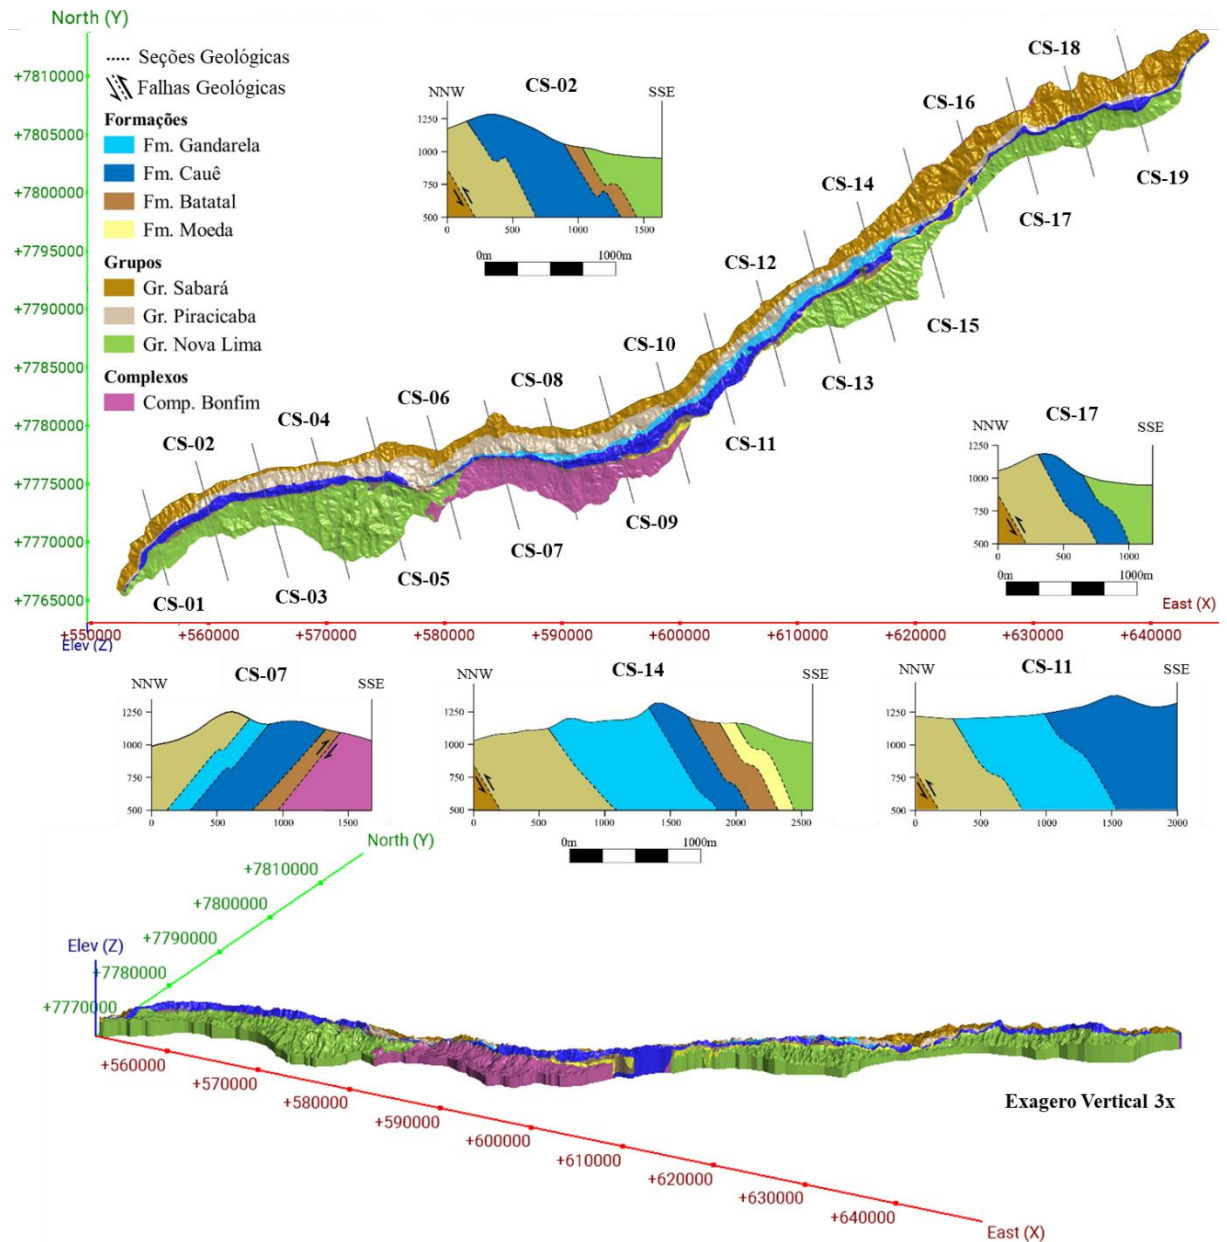 North (Y)
+7810000
+7805000
+7800000
+7795000
+7790000
+7785000
+7780000
+7775000
+7770000
+7765000
Seções Geológicas
Falhas Geológicas
Formações
Fm. Gandarela
Fm. Cauê
Fm. Batatal
Fm. Moeda
Grupos
Gr. Sabará
Gr. Piracicaba
Gr. Nova Lima
Complexos
Comp. Bonfim
CS-02
NNW SSE
1250
1000
750
500
0 500 1000 1500
0m 1000m
CS-18
CS-16
CS-14
CS-12
CS-10
CS-08
CS-06
CS-04
CS-02
CS-19
CS-17
CS-15
CS-13
CS-11
CS-09
CS-07
CS-05
CS-03
CS-01
CS-17
NNW SSE
1250
1000
750
500
0 500 1000
0m 1000m
East (X)
+550000 +560000 +570000 +580000 +590000 +600000 +610000 +620000 +630000 +640000
Elev (Z)
CS-07
NNW SSE
1250
1000
750
500
0 500 1000 1500
CS-14
NNW SSE
1250
1000
750
500
0 500 1000 1500 2000 2500
0m 1000m
CS-11
NNW SSE
1250
1000
750
500
0 500 1000 1500 2000
North (Y)
+7810000
+7800000
+7790000
+7780000
+7770000
Elev (Z)
+560000
+570000
+580000
+590000
+600000
+610000
+620000
+630000
+640000
East (X)
Exagero Vertical 3x